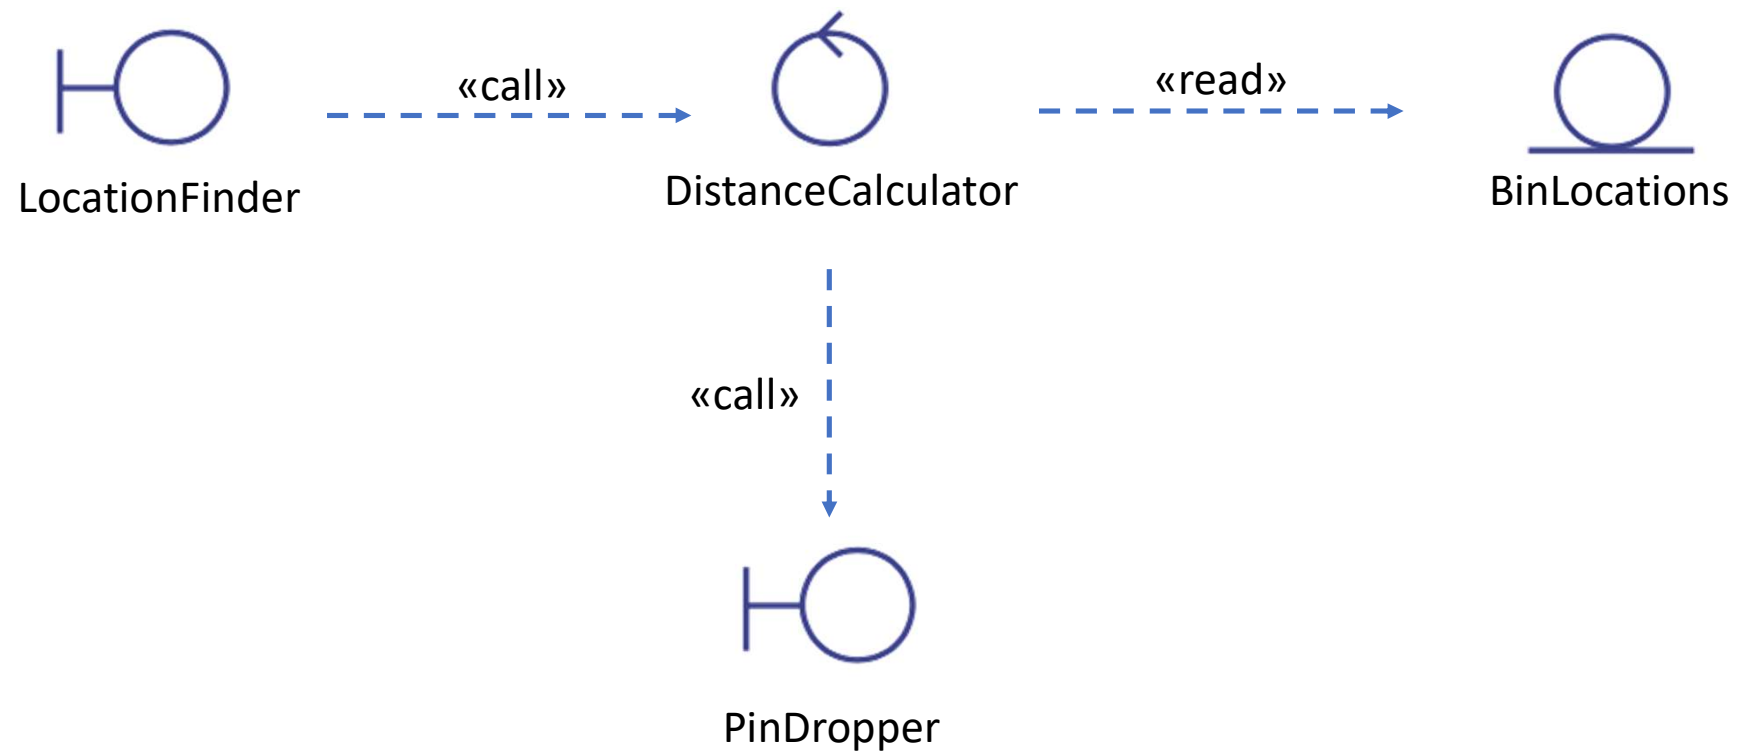 «call»
«read»
LocationFinder
DistanceCalculator
BinLocations
«call»
PinDropper